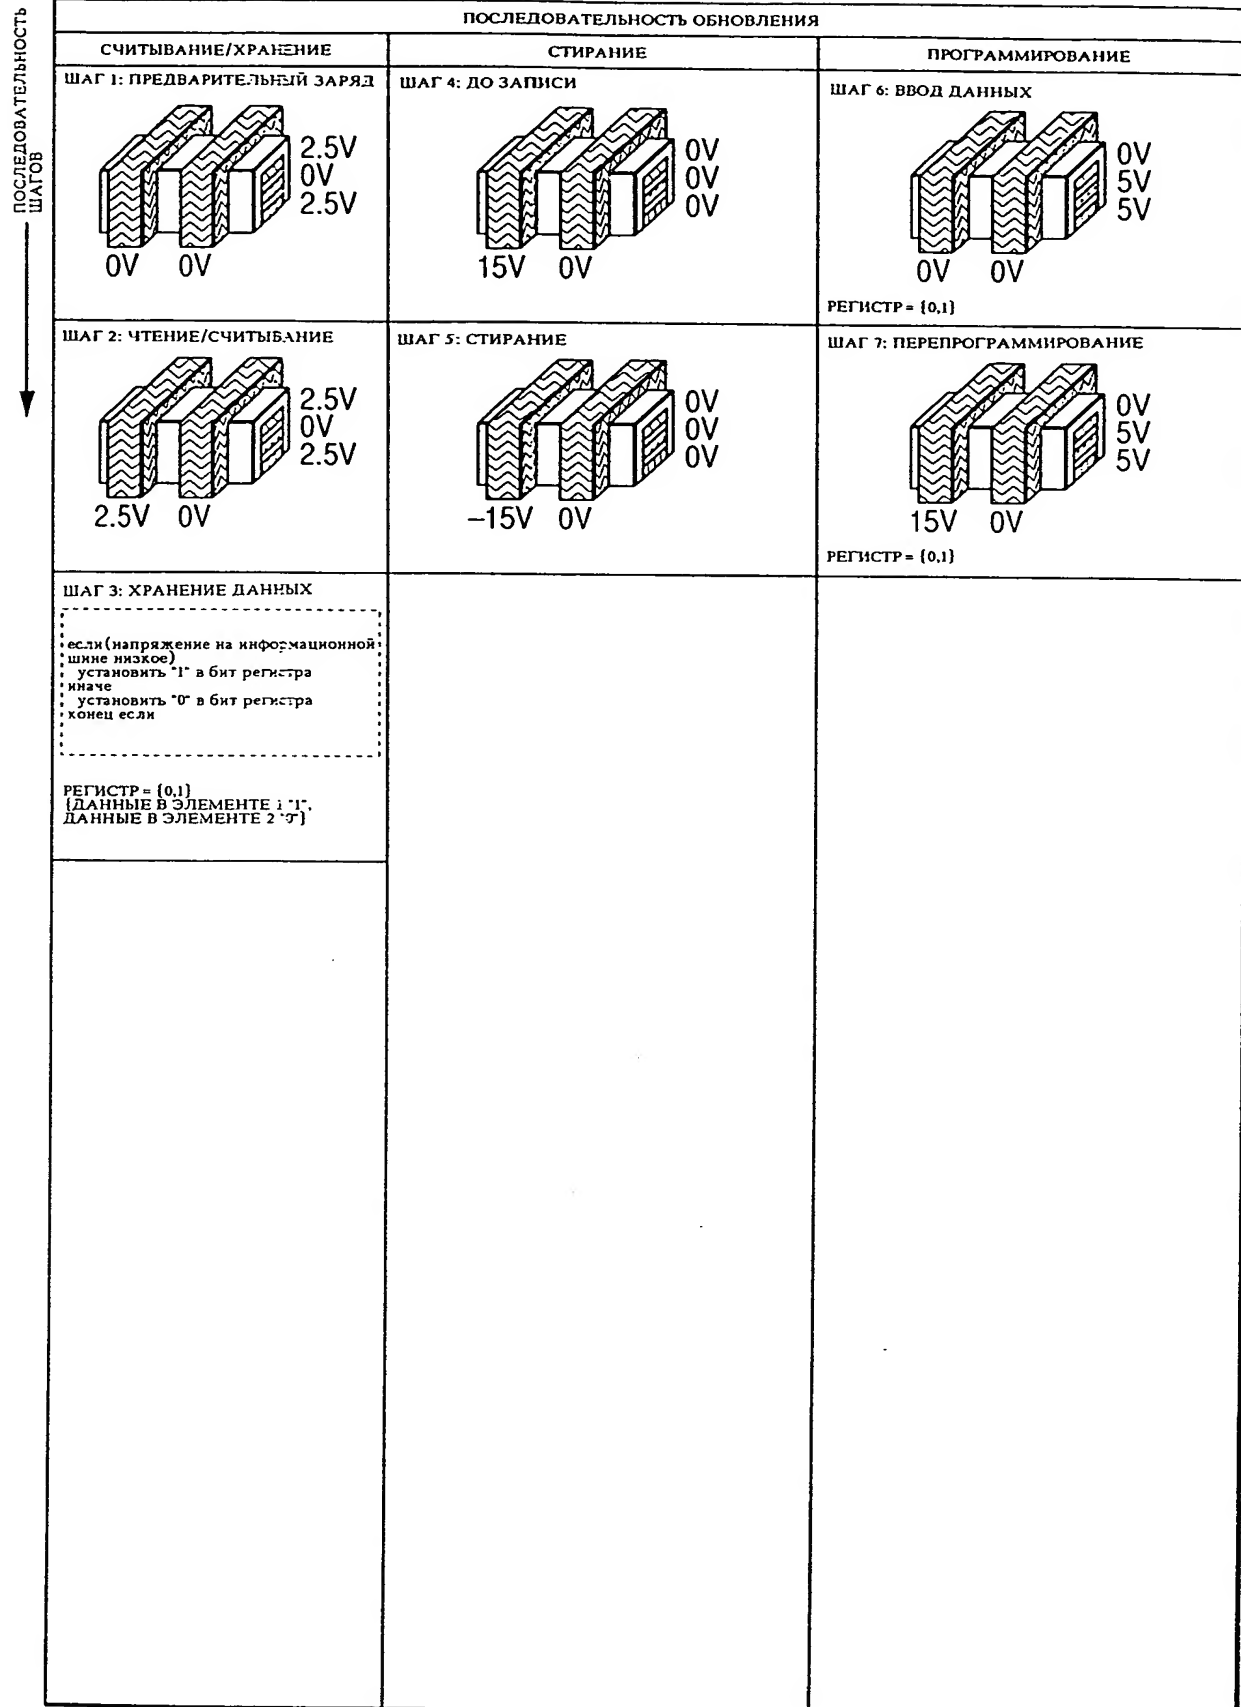 ПОСЛЕДОВАТЕЛЬНОСТЬ
ШАГОВ
ПОСЛЕДОВАТЕЛЬНОСТЬ ОБНОВЛЕНИЯ
СЧИТЫВАНИЕ/ХРАНЕНИЕ
СТИРАНИЕ
ПРОГРАММИРОВАНИЕ
ШАГ 1: ПРЕДВАРИТЕЛЬНЫЙ ЗАРЯД
2.5V
0V
2.5V
0V 0V
ШАГ 4: ДО ЗАПИСИ
0V
0V
0V
15V 0V
ШАГ 6: ВВОД ДАННЫХ
0V
5V
5V
0V 0V
РЕГИСТР = {0,1}
ШАГ 2: ЧТЕНИЕ/СЧИТЫВАНИЕ
2.5V
0V
2.5V
2.5V 0V
ШАГ 5: СТИРАНИЕ
0V
0V
0V
–15V 0V
ШАГ 7: ПЕРЕПРОГРАММИРОВАНИЕ
0V
5V
5V
15V 0V
РЕГИСТР = {0,1}
ШАГ 3: ХРАНЕНИЕ ДАННЫХ
если (напряжение на информационной
шине низкое)
установить "1" в бит регистра
иначе
установить "0" в бит регистра
конец если
РЕГИСТР = {0,1}
{ДАННЫЕ В ЭЛЕМЕНТЕ 1 "1",
ДАННЫЕ В ЭЛЕМЕНТЕ 2 "0"}